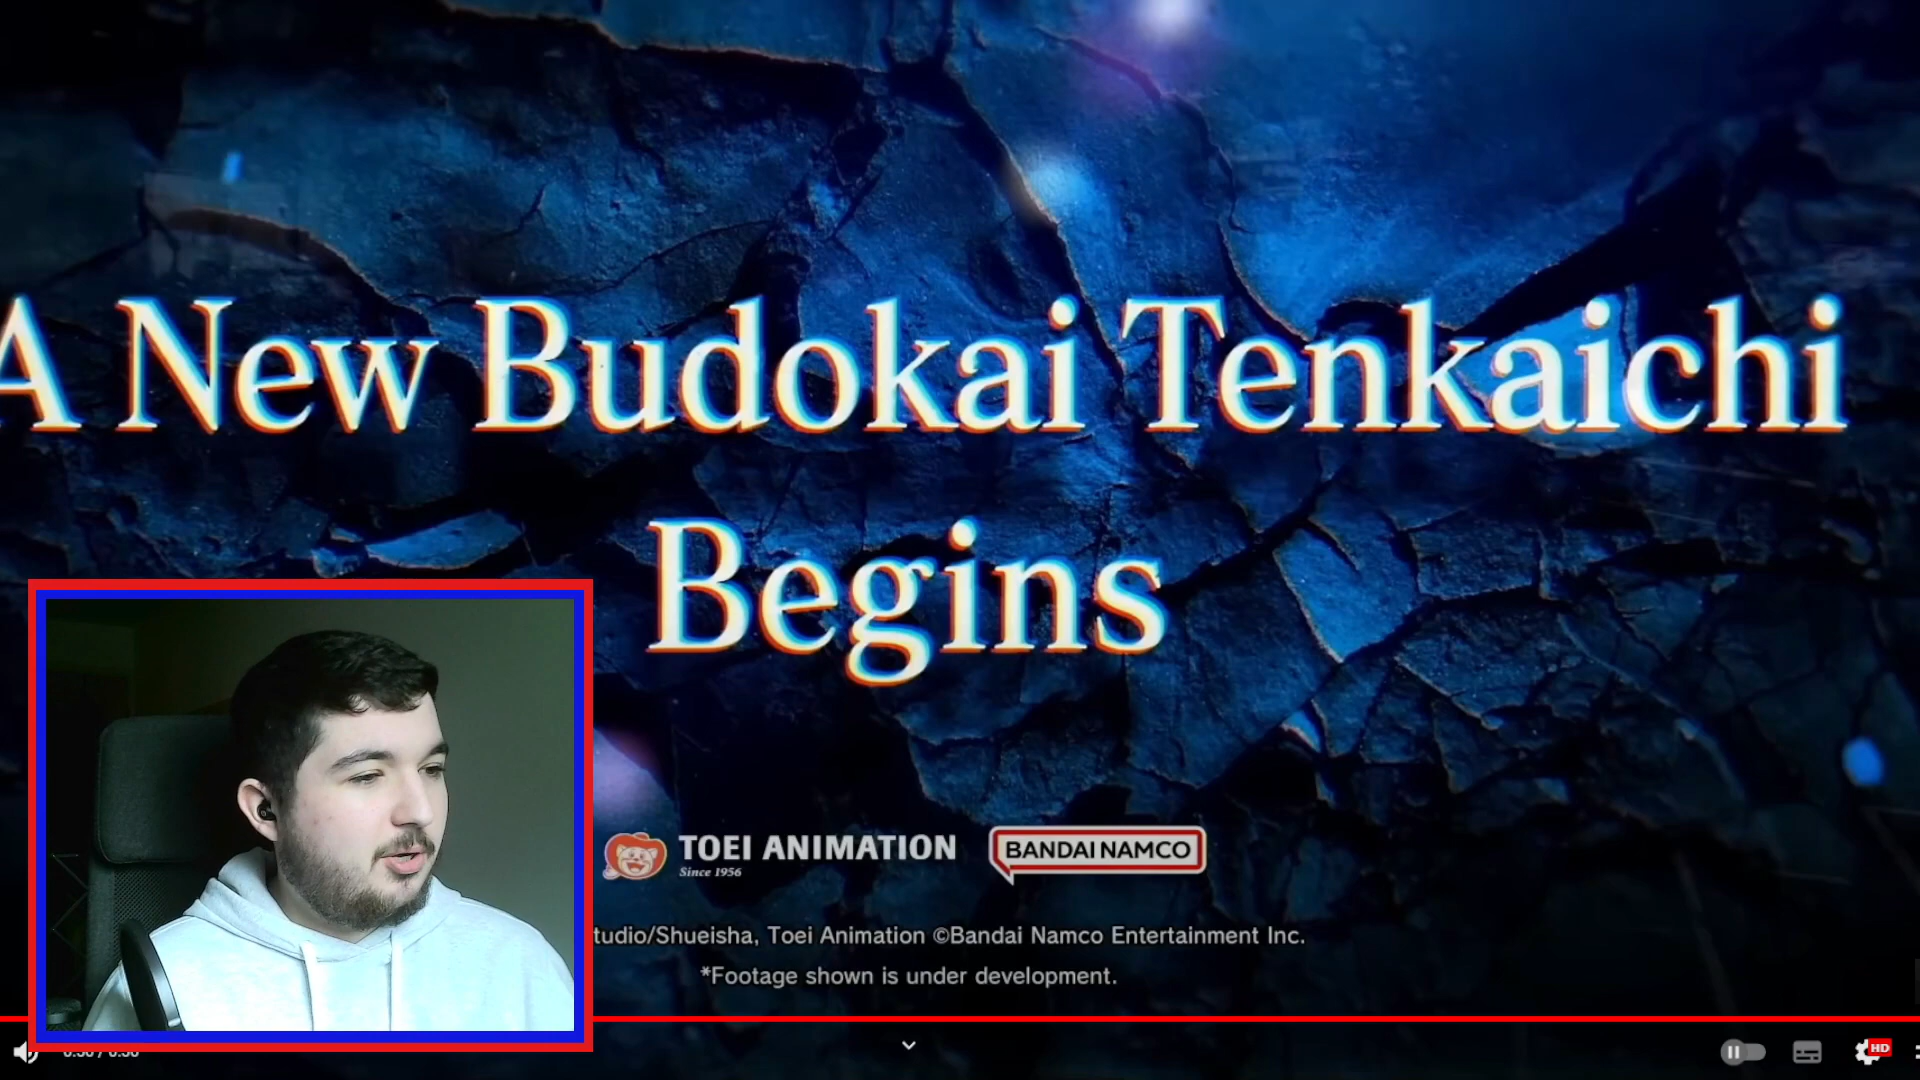 A New Budokai Tenkaichi
Begins
TOEI ANIMATION
Since 1956
BANDAI NAMCO
tudio/Shueisha, Toei Animation ©Bandai Namco Entertainment Inc.
*Footage shown is under development.
HD